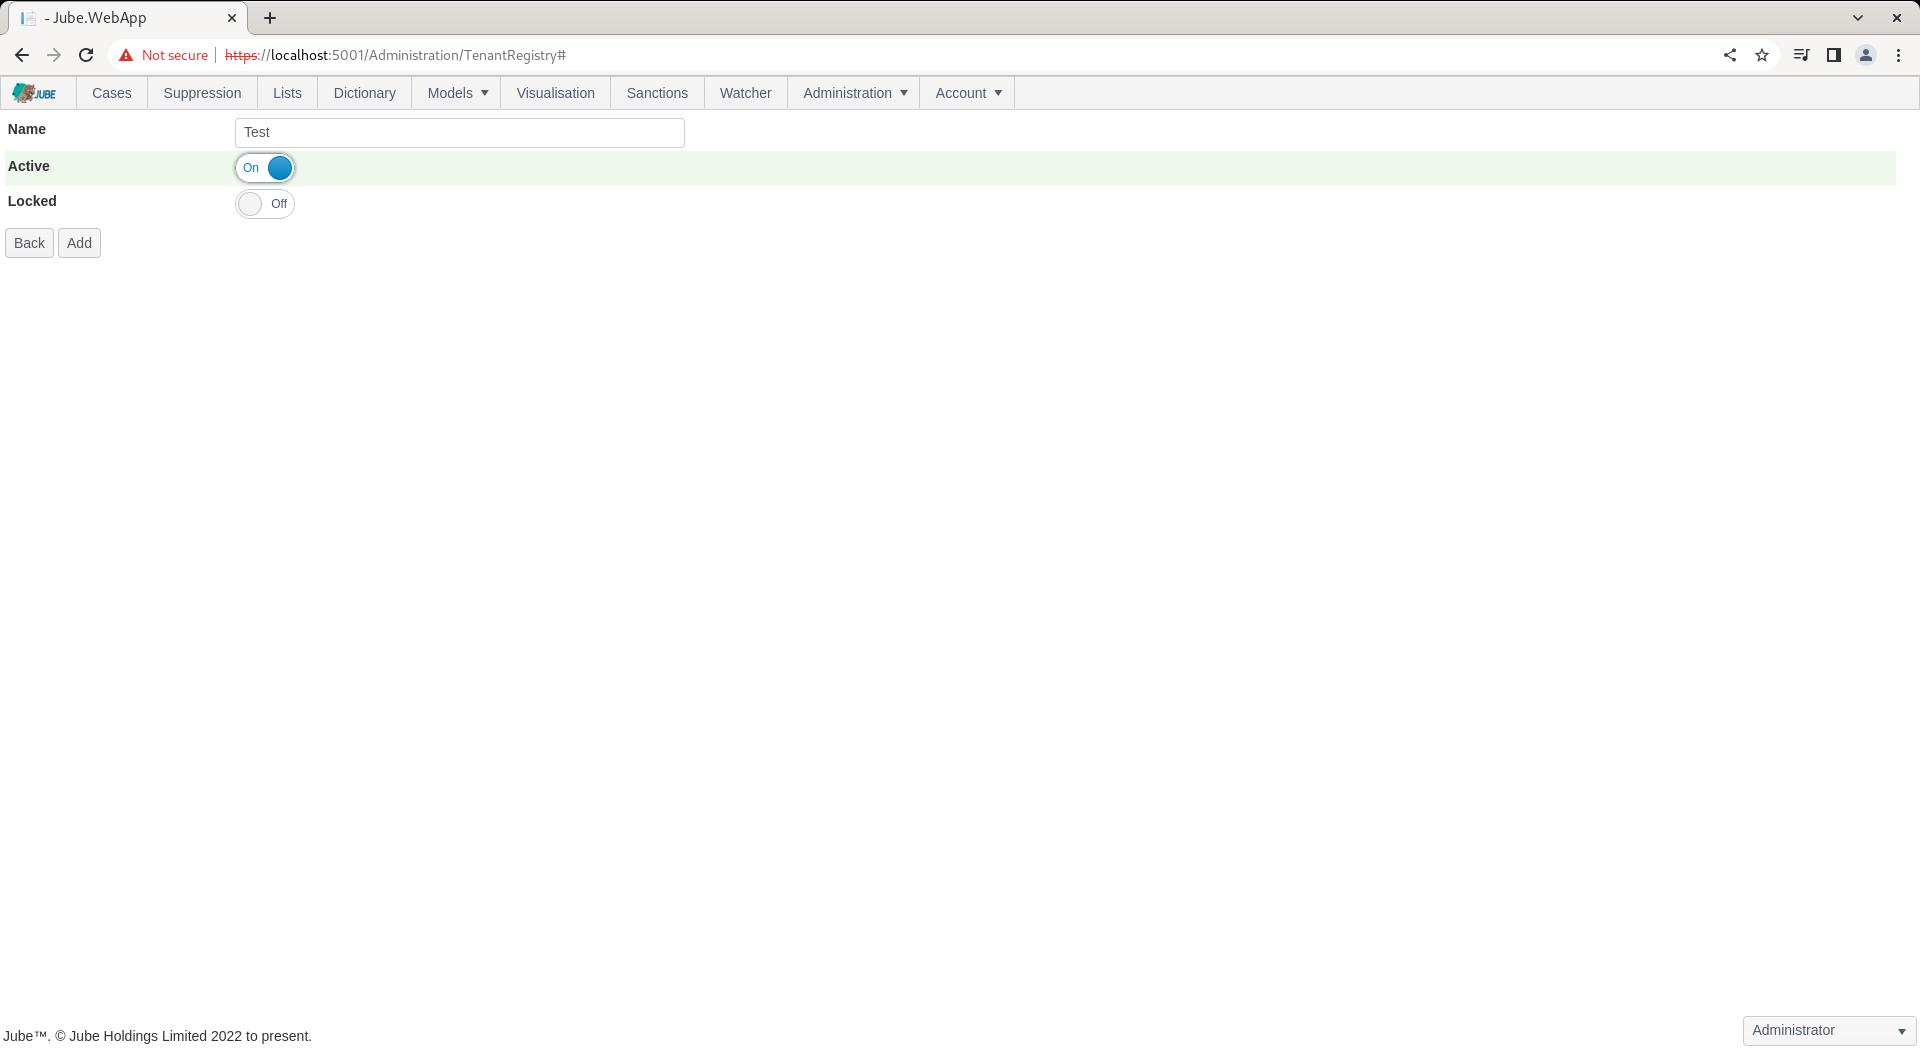 - Jube.WebApp
Not secure https://localhost:5001/Administration/TenantRegistry#
JUBE Cases Suppression Lists Dictionary Models Visualisation Sanctions Watcher Administration Account
Name Test
Active On
Locked Off
Back Add
Jube™. © Jube Holdings Limited 2022 to present.
Administrator